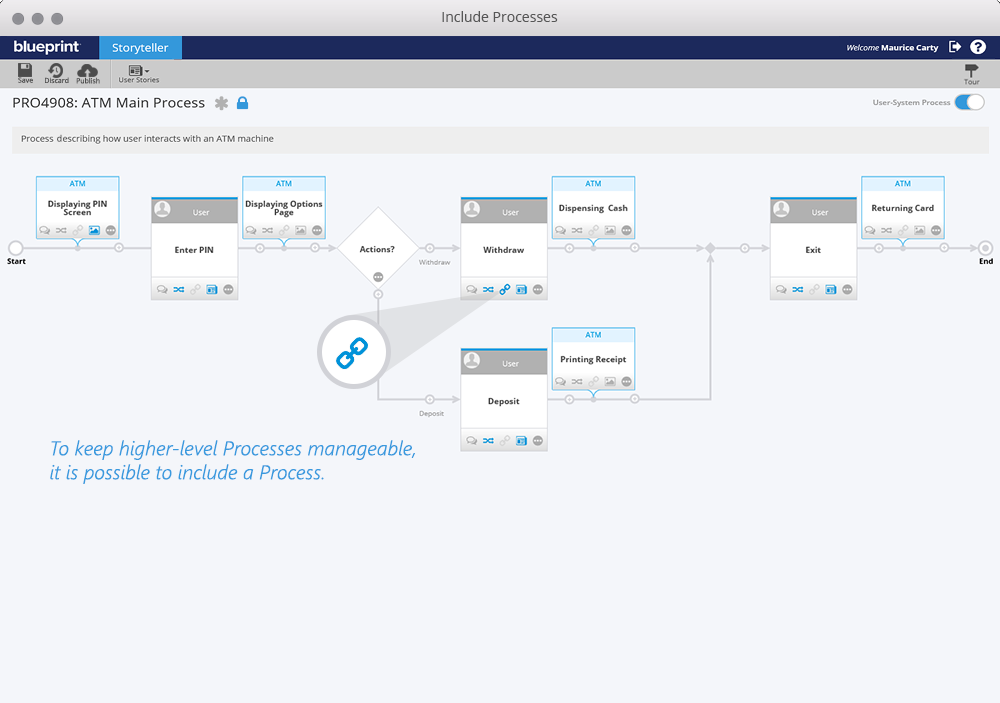 Include Processes
blueprint Storyteller Welcome Maurice Carty
Save Discard Publish User Stories Tour
PRO4908: ATM Main Process User-System Process
Process describing how user interacts with an ATM machine
ATM
Displaying PIN
Screen
Start
User
Enter PIN
ATM
Displaying Options
Page
Actions?
Withdraw
User
Withdraw
ATM
Dispensing Cash
User
Exit
ATM
Returning Card
End
Deposit
User
Deposit
ATM
Printing Receipt
To keep higher-level Processes manageable,
it is possible to include a Process.